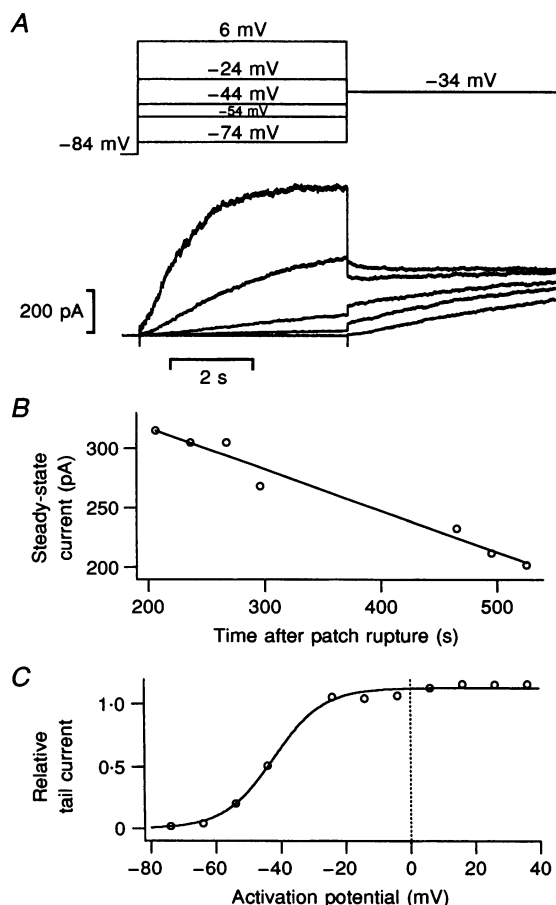 A
6 mV
−24 mV
−34 mV
−44 mV
−54 mV
−84 mV
−74 mV
200 pA
2 s
B
Steady-state
current (pA)
300
250
200
200
300
400
500
Time after patch rupture (s)
C
Relative
tail current
1·0
0·5
0
−80
−60
−40
−20
0
20
40
Activation potential (mV)